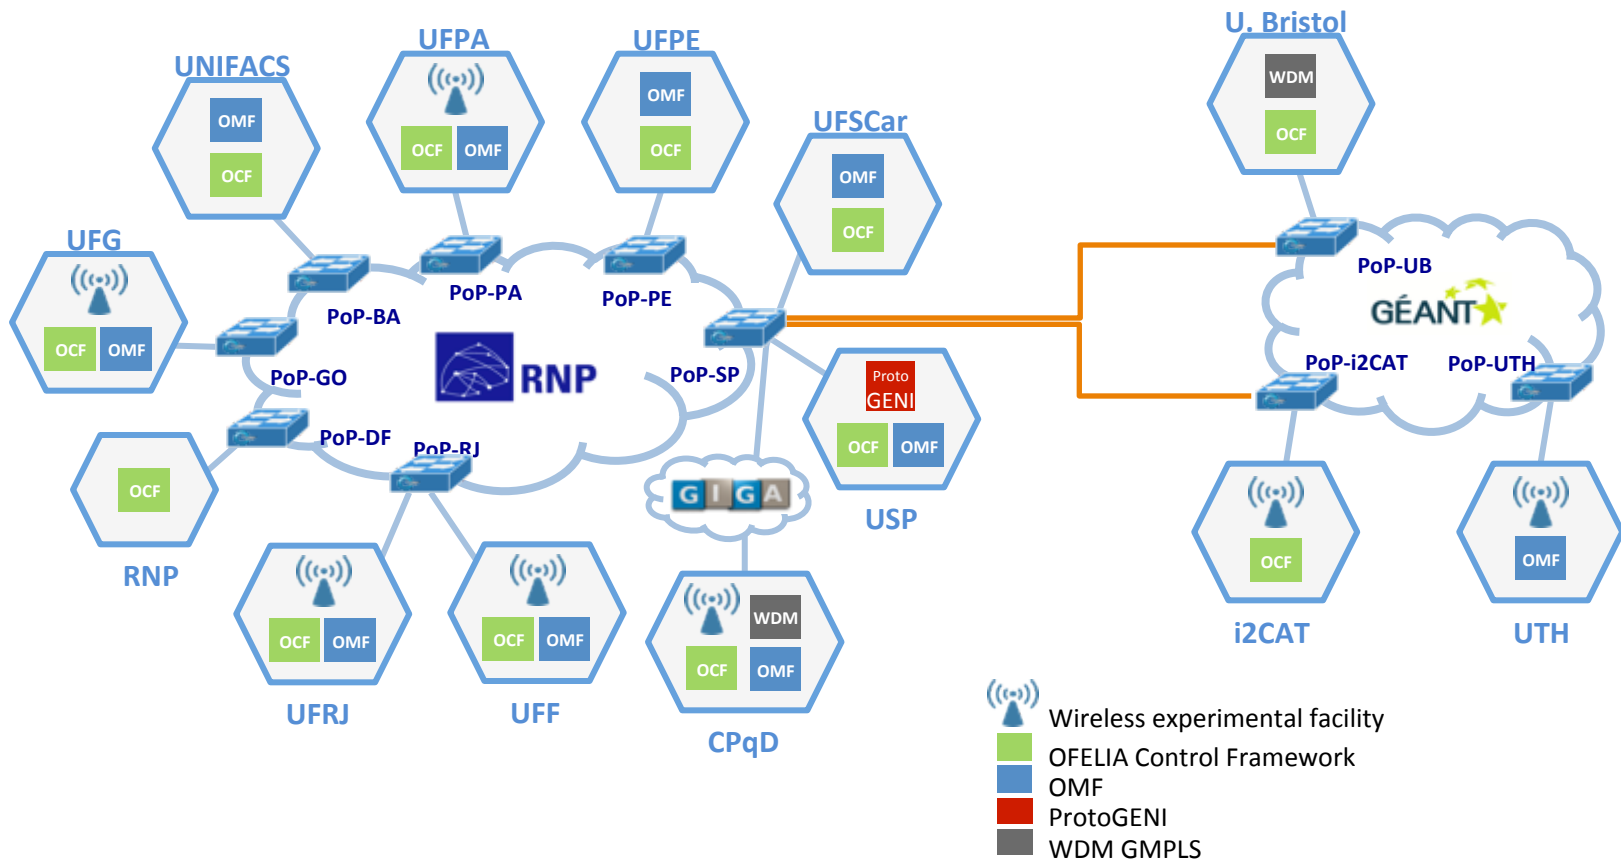 UFPA
UFPE
U. Bristol
UNIFACS
WDM
OMF
OMF
UFSCar
OCF
OCF
OMF
OCF
OMF
OCF
OCF
UFG
OCF
PoP-UB
PoP-PA
PoP-PE
PoP-BA
GÉANT
OCF
OMF
PoP-i2CAT
PoP-UTH
PoP-GO
RNP
PoP-SP
Proto
GENI
PoP-DF
PoP-RJ
OCF
OMF
OCF
GIGA
USP
OCF
OMF
RNP
WDM
OCF
OMF
OCF
OMF
OCF
OMF
i2CAT
UTH
UFRJ
UFF
CPqD
Wireless experimental facility
OFELIA Control Framework
OMF
ProtoGENI
WDM GMPLS